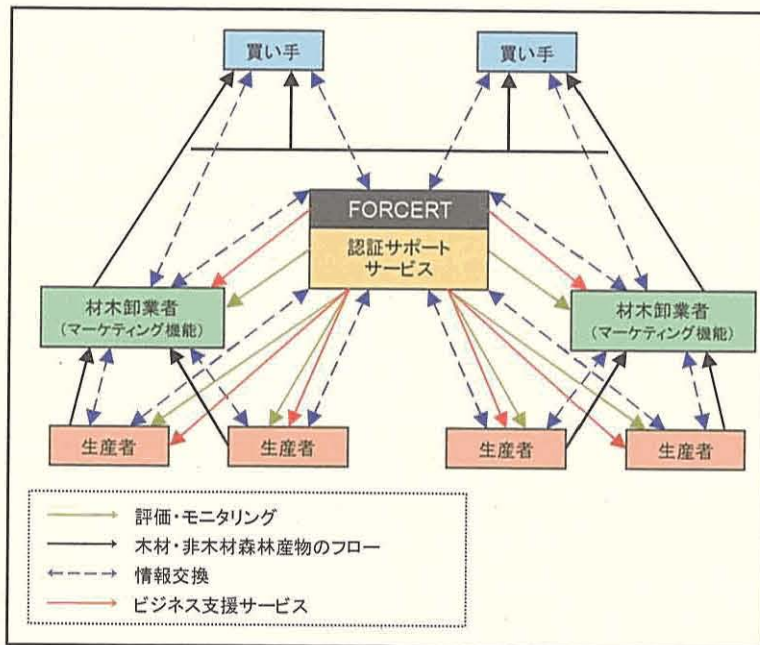 買い手
買い手
FORCERT
認証サポート
サービス
材木卸業者
(マーケティング機能)
材木卸業者
(マーケティング機能)
生産者
生産者
生産者
生産者
評価・モニタリング
木材・非木材森林産物のフロー
情報交換
ビジネス支援サービス